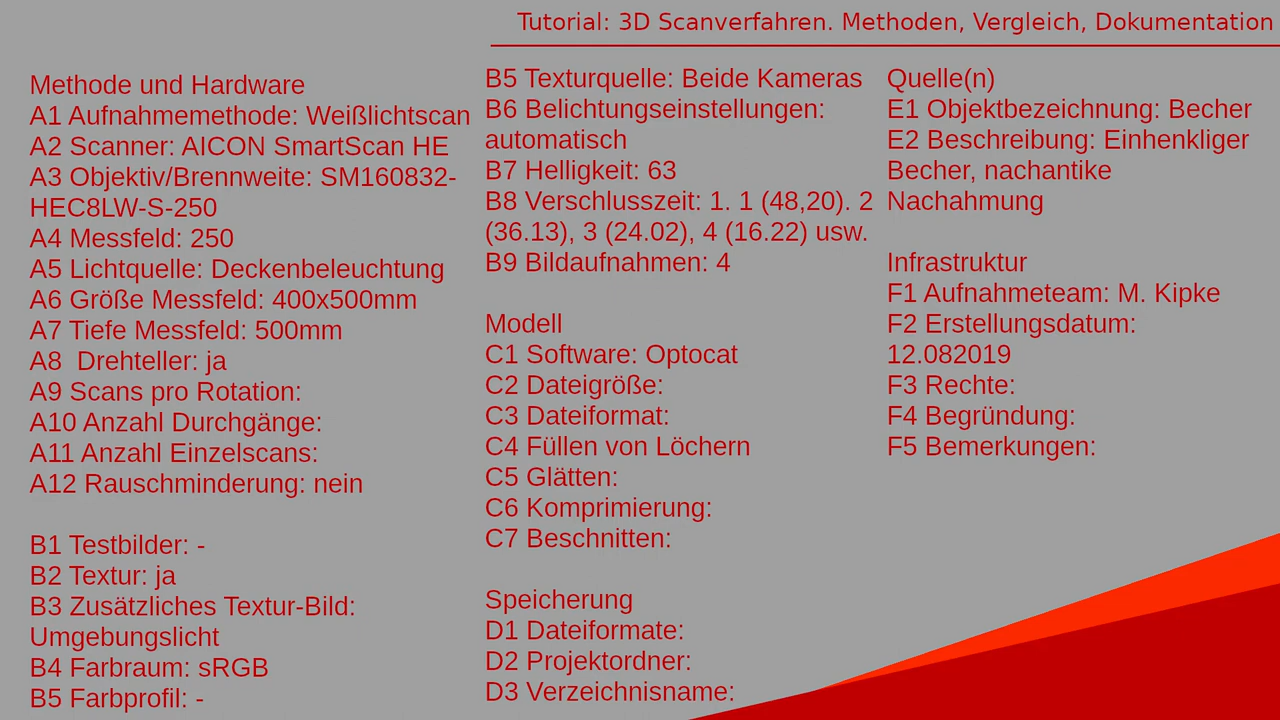 Tutorial: 3D Scanverfahren. Methoden, Vergleich, Dokumentation
Methode und Hardware
A1 Aufnahmemethode: Weißlichtscan
A2 Scanner: AICON SmartScan HE
A3 Objektiv/Brennweite: SM160832-
HEC8LW-S-250
A4 Messfeld: 250
A5 Lichtquelle: Deckenbeleuchtung
A6 Größe Messfeld: 400x500mm
A7 Tiefe Messfeld: 500mm
A8  Drehteller: ja
A9 Scans pro Rotation:
A10 Anzahl Durchgänge:
A11 Anzahl Einzelscans:
A12 Rauschminderung: nein
B1 Testbilder: -
B2 Textur: ja
B3 Zusätzliches Textur-Bild:
Umgebungslicht
B4 Farbraum: sRGB
B5 Farbprofil: -
B5 Texturquelle: Beide Kameras
B6 Belichtungseinstellungen:
automatisch
B7 Helligkeit: 63
B8 Verschlusszeit: 1. 1 (48,20). 2
(36.13), 3 (24.02), 4 (16.22) usw.
B9 Bildaufnahmen: 4
Modell
C1 Software: Optocat
C2 Dateigröße:
C3 Dateiformat:
C4 Füllen von Löchern
C5 Glätten:
C6 Komprimierung:
C7 Beschnitten:
Speicherung
D1 Dateiformate:
D2 Projektordner:
D3 Verzeichnisname:
Quelle(n)
E1 Objektbezeichnung: Becher
E2 Beschreibung: Einhenkliger
Becher, nachantike
Nachahmung
Infrastruktur
F1 Aufnahmeteam: M. Kipke
F2 Erstellungsdatum:
12.082019
F3 Rechte:
F4 Begründung:
F5 Bemerkungen: